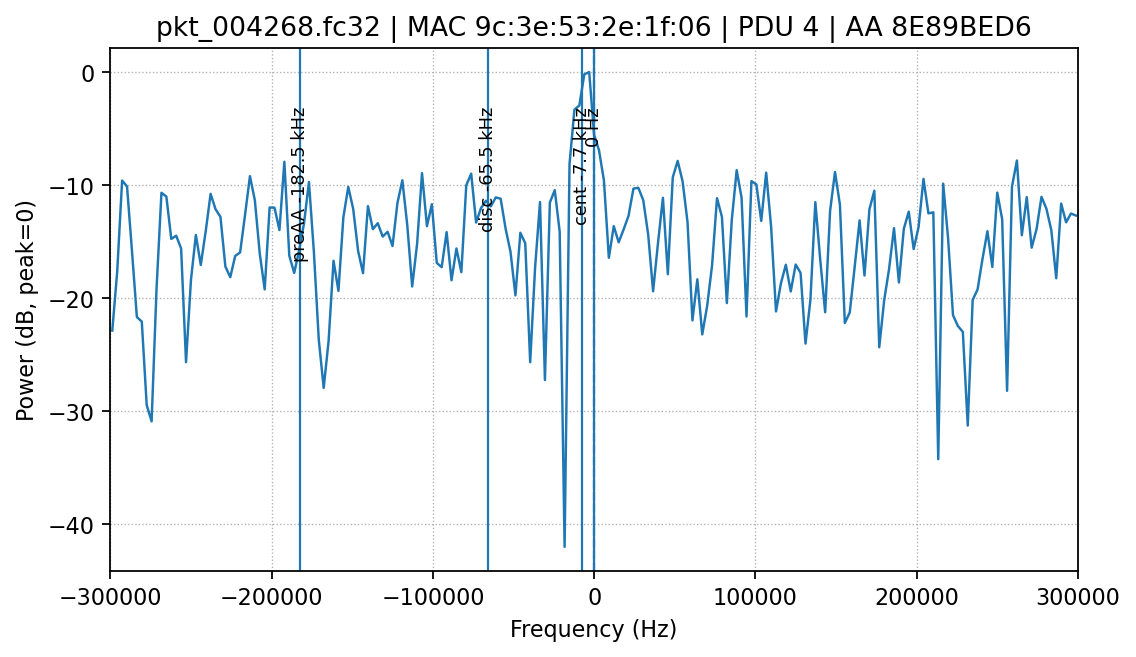 pkt_004268.fc32 | MAC 9c:3e:53:2e:1f:06 | PDU 4 | AA 8E89BED6
Power (dB, peak=0)
0
−10
−20
−30
−40
preAA -182.5 kHz
disc -65.5 kHz
cent -7.7 kHz
0 Hz
−300000
−200000
−100000
0
100000
200000
300000
Frequency (Hz)